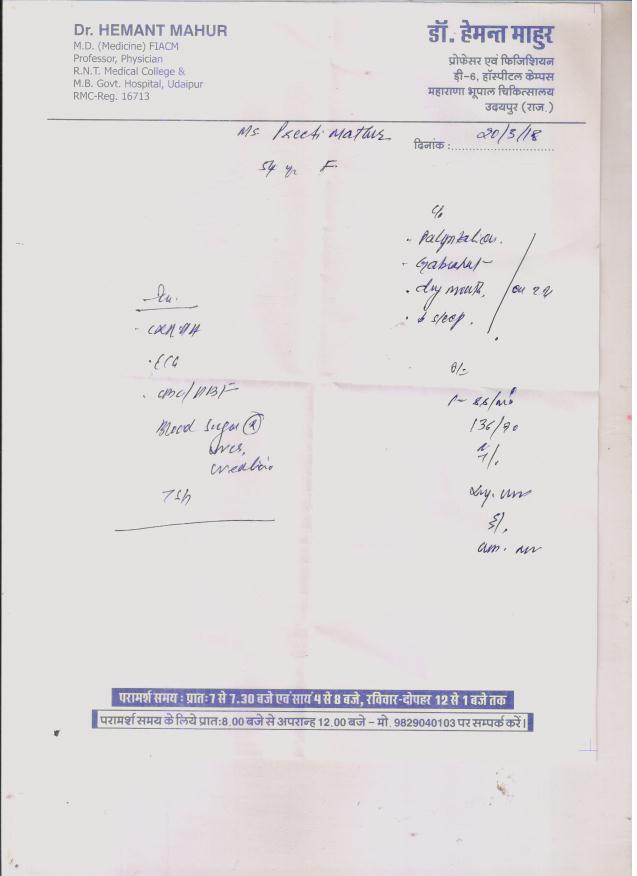 Dr. HEMANT MAHUR
M.D. (Medicine) FIACM
Professor, Physician
R.N.T. Medical College &
M.B. Govt. Hospital, Udaipur
RMC-Reg. 16713
डॉ. हेमन्त माहुर
प्रोफेसर एवं फिजिशियन
डी-6, हॉस्पीटल केम्पस
महाराणा भूपाल चिकित्सालय
उदयपुर (राज.)
Ms. Preeti Mathur
दिनांक : 20/3/18
54 yr F.
c/o
- Palpitation.
- Gabrahat
- dry mouth,
- ↓ sleep.
- ECG
Blood Sugar (R)
urea,
creatinine
TSH
O/E
136/90
परामर्श समय : प्रातः7 से 7.30 बजे एवं सायं 4 से 8 बजे, रविवार-दोपहर 12 से 1 बजे तक
परामर्श समय के लिये प्रातः8.00 बजे से अपरान्ह 12.00 बजे – मो. 9829040103 पर सम्पर्क करें।